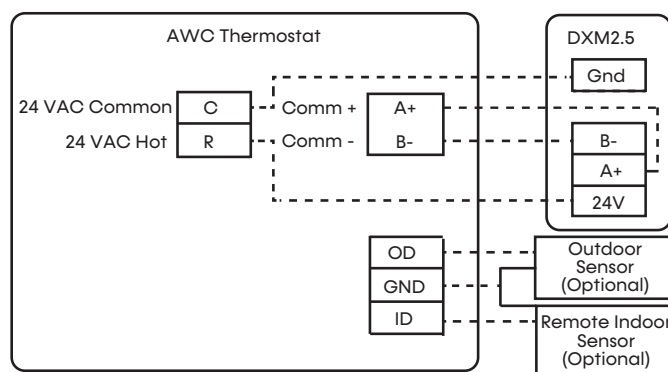 AWC Thermostat
DXM2.5
Gnd
24 VAC Common
C
Comm +
A+
24 VAC Hot
R
Comm -
B-
B-
A+
24V
OD
GND
ID
Outdoor
Sensor
(Optional)
Remote Indoor
Sensor
(Optional)